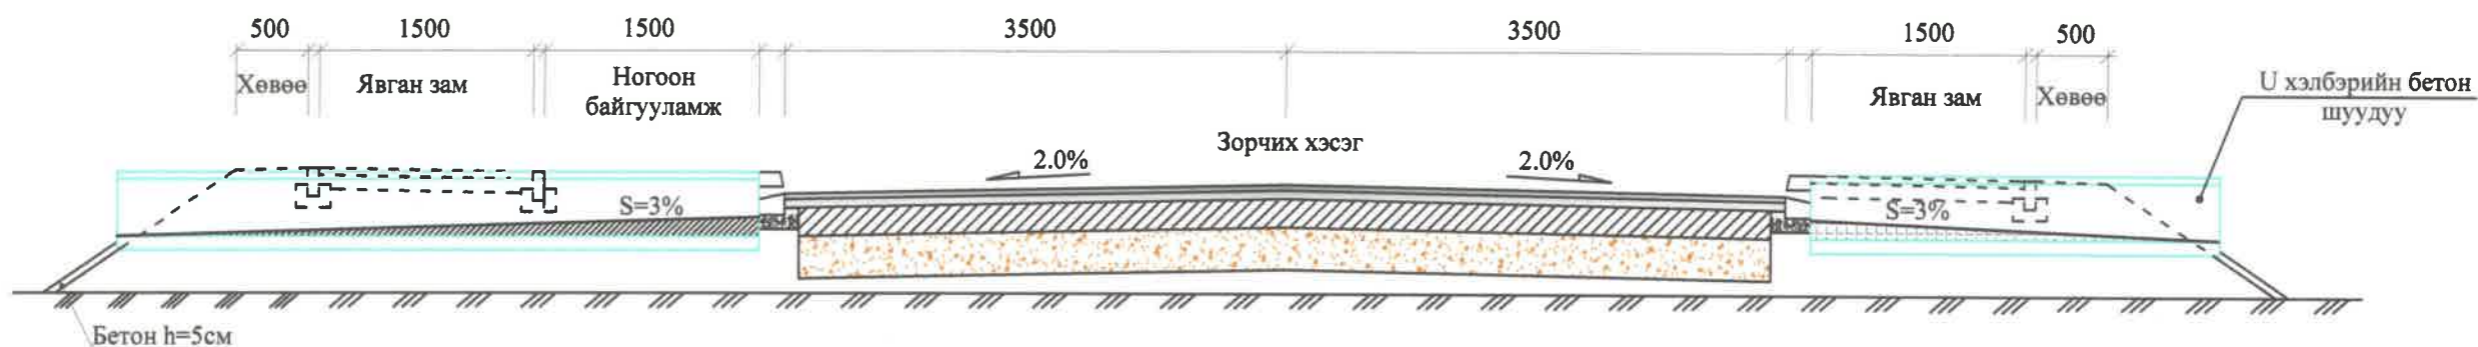 500 1500 1500 3500 3500 1500 500
Хөвөө Явган зам Ногоон байгууламж Явган зам Хөвөө
U хэлбэрийн бетон
шуудуу
Зорчих хэсэг
2.0% 2.0%
S=3% S=3%
Бетон h=5см